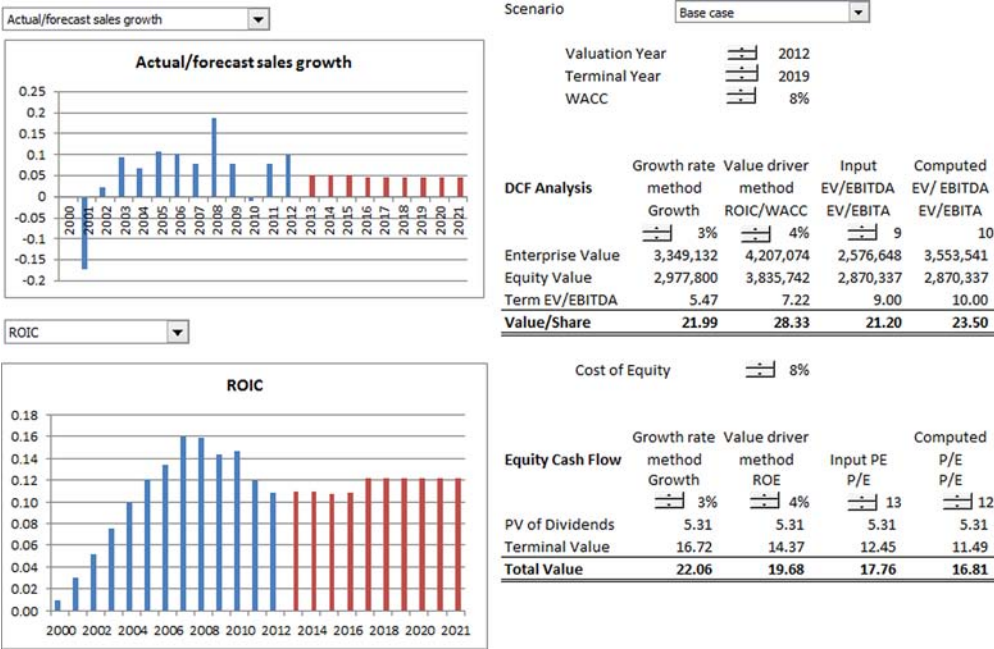 Actual/forecast sales growth
Actual/forecast sales growth
0.25
0.2
0.15
0.1
0.05
0
-0.05
-0.1
-0.15
-0.2
2000 2001 2002 2003 2004 2005 2006 2007 2008 2009 2010 2011 2012 2013 2014 2015 2016 2017 2018 2019 2020 2021
ROIC
ROIC
0.18
0.16
0.14
0.12
0.10
0.08
0.06
0.04
0.02
0.00
2000 2002 2004 2006 2008 2010 2012 2014 2016 2018 2020 2021
Scenario Base case
Valuation Year 2012
Terminal Year 2019
WACC 8%
Growth rate Value driver Input Computed
DCF Analysis method method EV/EBITDA EV/ EBITDA
Growth ROIC/WACC EV/EBITA EV/EBITA
3% 4% 9 10
Enterprise Value 3,349,132 4,207,074 2,576,648 3,553,541
Equity Value 2,977,800 3,835,742 2,870,337 2,870,337
Term EV/EBITDA 5.47 7.22 9.00 10.00
Value/Share 21.99 28.33 21.20 23.50
Cost of Equity 8%
Growth rate Value driver Computed
Equity Cash Flow method method Input PE P/E
Growth ROE P/E P/E
3% 4% 13 12
PV of Dividends 5.31 5.31 5.31 5.31
Terminal Value 16.72 14.37 12.45 11.49
Total Value 22.06 19.68 17.76 16.81